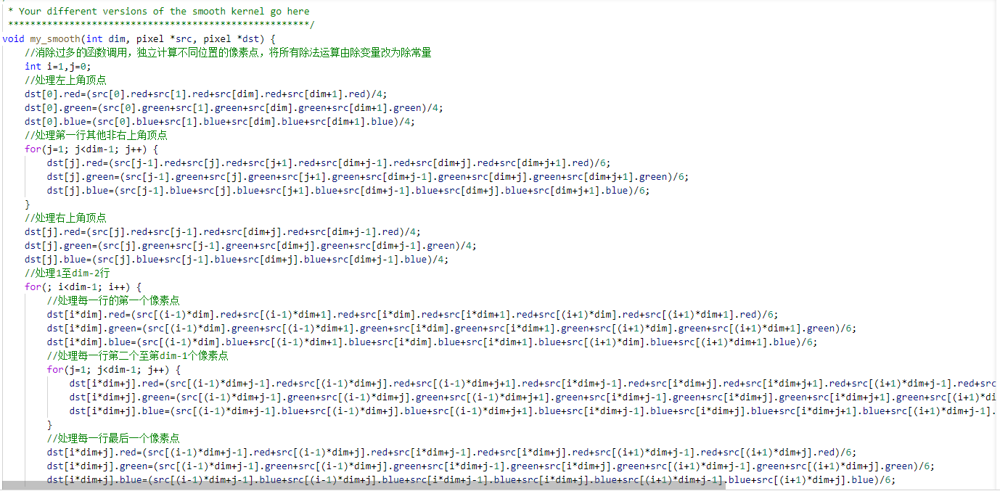 * Your different versions of the smooth kernel go here
******************************************************/
void my_smooth(int dim, pixel *src, pixel *dst) {
//消除过多的函数调用，独立计算不同位置的像素点，将所有除法运算由除变量改为除常量
int i=1,j=0;
//处理左上角顶点
dst[0].red=(src[0].red+src[1].red+src[dim].red+src[dim+1].red)/4;
dst[0].green=(src[0].green+src[1].green+src[dim].green+src[dim+1].green)/4;
dst[0].blue=(src[0].blue+src[1].blue+src[dim].blue+src[dim+1].blue)/4;
//处理第一行其他非右上角顶点
for(j=1; j<dim-1; j++) {
dst[j].red=(src[j-1].red+src[j].red+src[j+1].red+src[dim+j-1].red+src[dim+j].red+src[dim+j+1].red)/6;
dst[j].green=(src[j-1].green+src[j].green+src[j+1].green+src[dim+j-1].green+src[dim+j].green+src[dim+j+1].green)/6;
dst[j].blue=(src[j-1].blue+src[j].blue+src[j+1].blue+src[dim+j-1].blue+src[dim+j].blue+src[dim+j+1].blue)/6;
}
//处理右上角顶点
dst[j].red=(src[j].red+src[j-1].red+src[dim+j].red+src[dim+j-1].red)/4;
dst[j].green=(src[j].green+src[j-1].green+src[dim+j].green+src[dim+j-1].green)/4;
dst[j].blue=(src[j].blue+src[j-1].blue+src[dim+j].blue+src[dim+j-1].blue)/4;
//处理1至dim-2行
for(; i<dim-1; i++) {
//处理每一行的第一个像素点
dst[i*dim].red=(src[(i-1)*dim].red+src[(i-1)*dim+1].red+src[i*dim].red+src[i*dim+1].red+src[(i+1)*dim].red+src[(i+1)*dim+1].red)/6;
dst[i*dim].green=(src[(i-1)*dim].green+src[(i-1)*dim+1].green+src[i*dim].green+src[i*dim+1].green+src[(i+1)*dim].green+src[(i+1)*dim+1].green)/6;
dst[i*dim].blue=(src[(i-1)*dim].blue+src[(i-1)*dim+1].blue+src[i*dim].blue+src[i*dim+1].blue+src[(i+1)*dim].blue+src[(i+1)*dim+1].blue)/6;
//处理每一行第二个至第dim-1个像素点
for(j=1; j<dim-1; j++) {
dst[i*dim+j].red=(src[(i-1)*dim+j-1].red+src[(i-1)*dim+j].red+src[(i-1)*dim+j+1].red+src[i*dim+j-1].red+src[i*dim+j].red+src[i*dim+j+1].red+src[(i+1)*dim+j-1].red+src
dst[i*dim+j].green=(src[(i-1)*dim+j-1].green+src[(i-1)*dim+j].green+src[(i-1)*dim+j+1].green+src[i*dim+j-1].green+src[i*dim+j].green+src[i*dim+j+1].green+src[(i+1)*di
dst[i*dim+j].blue=(src[(i-1)*dim+j-1].blue+src[(i-1)*dim+j].blue+src[(i-1)*dim+j+1].blue+src[i*dim+j-1].blue+src[i*dim+j].blue+src[i*dim+j+1].blue+src[(i+1)*dim+j-1].
}
//处理每一行最后一个像素点
dst[i*dim+j].red=(src[(i-1)*dim+j-1].red+src[(i-1)*dim+j].red+src[i*dim+j-1].red+src[i*dim+j].red+src[(i+1)*dim+j-1].red+src[(i+1)*dim+j].red)/6;
dst[i*dim+j].green=(src[(i-1)*dim+j-1].green+src[(i-1)*dim+j].green+src[i*dim+j-1].green+src[i*dim+j].green+src[(i+1)*dim+j-1].green+src[(i+1)*dim+j].green)/6;
dst[i*dim+j].blue=(src[(i-1)*dim+j-1].blue+src[(i-1)*dim+j].blue+src[i*dim+j-1].blue+src[i*dim+j].blue+src[(i+1)*dim+j-1].blue+src[(i+1)*dim+j].blue)/6;